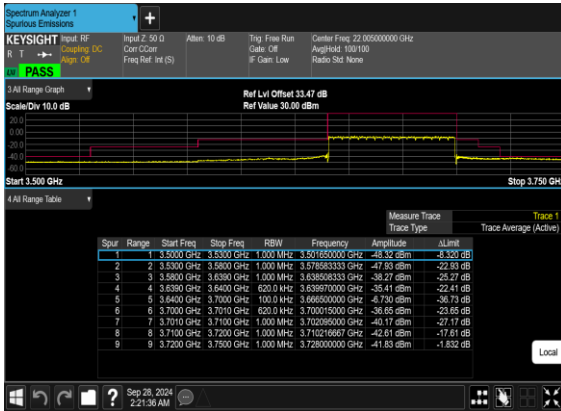 Spectrum Analyzer 1
Spurious Emissions
+
KEYSIGHT Input: RF Input Z: 50 Ω Atten: 10 dB Trig: Free Run Center Freq: 22.005000000 GHz
R T Coupling: DC Corr CCorr Gate: Off Avg|Hold: 100/100
Align: Off Freq Ref: Int (S) IF Gain: Low Radio Std: None
PASS
3 All Range Graph Ref Lvl Offset 33.47 dB
Scale/Div 10.0 dB Ref Value 30.00 dBm
20.0
0.00
-20.0
-40.0
-60.0
Start 3.500 GHz Stop 3.750 GH
4 All Range Table
Measure Trace Trace 1
Trace Type Trace Average (Active)
Spur Range Start Freq Stop Freq RBW Frequency Amplitude ΔLimit
1 1 3.5000 GHz 3.5300 GHz 1.000 MHz 3.501650000 GHz -48.32 dBm -8.320 dB
2 2 3.5300 GHz 3.5800 GHz 1.000 MHz 3.578583333 GHz -47.93 dBm -22.93 dB
3 3 3.5800 GHz 3.6390 GHz 1.000 MHz 3.638508333 GHz -38.27 dBm -25.27 dB
4 4 3.6390 GHz 3.6400 GHz 620.0 kHz 3.639970000 GHz -35.41 dBm -22.41 dB
5 5 3.6400 GHz 3.7000 GHz 100.0 kHz 3.666500000 GHz -6.730 dBm -36.73 dB
6 6 3.7000 GHz 3.7010 GHz 620.0 kHz 3.700015000 GHz -36.65 dBm -23.65 dB
7 7 3.7010 GHz 3.7100 GHz 1.000 MHz 3.702095000 GHz -40.17 dBm -27.17 dB
8 8 3.7100 GHz 3.7200 GHz 1.000 MHz 3.710216667 GHz -42.61 dBm -17.61 dB
9 9 3.7200 GHz 3.7500 GHz 1.000 MHz 3.728000000 GHz -41.83 dBm -1.832 dB
Local
? Sep 28, 2024
2:21:36 AM